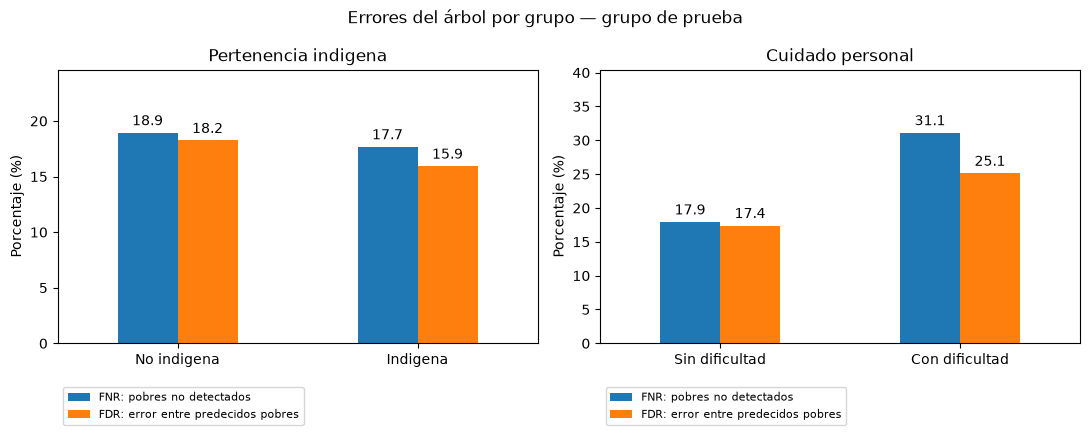 Errores del árbol por grupo — grupo de prueba
Pertenencia indigena
Porcentaje (%)
20
15
10
5
0
18.9
18.2
17.7
15.9
No indigena
Indigena
FNR: pobres no detectados
FDR: error entre predecidos pobres
Cuidado personal
Porcentaje (%)
40
35
30
25
20
15
10
5
0
17.9
17.4
31.1
25.1
Sin dificultad
Con dificultad
FNR: pobres no detectados
FDR: error entre predecidos pobres